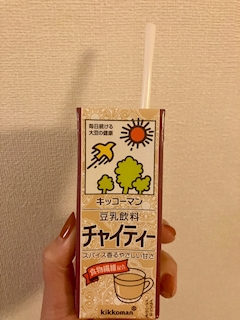 毎日続ける
大豆の健康
キッコーマン
豆乳飲料
チャイティー
スパイス香るやさしい甘さ
食物繊維配合
kikkoman